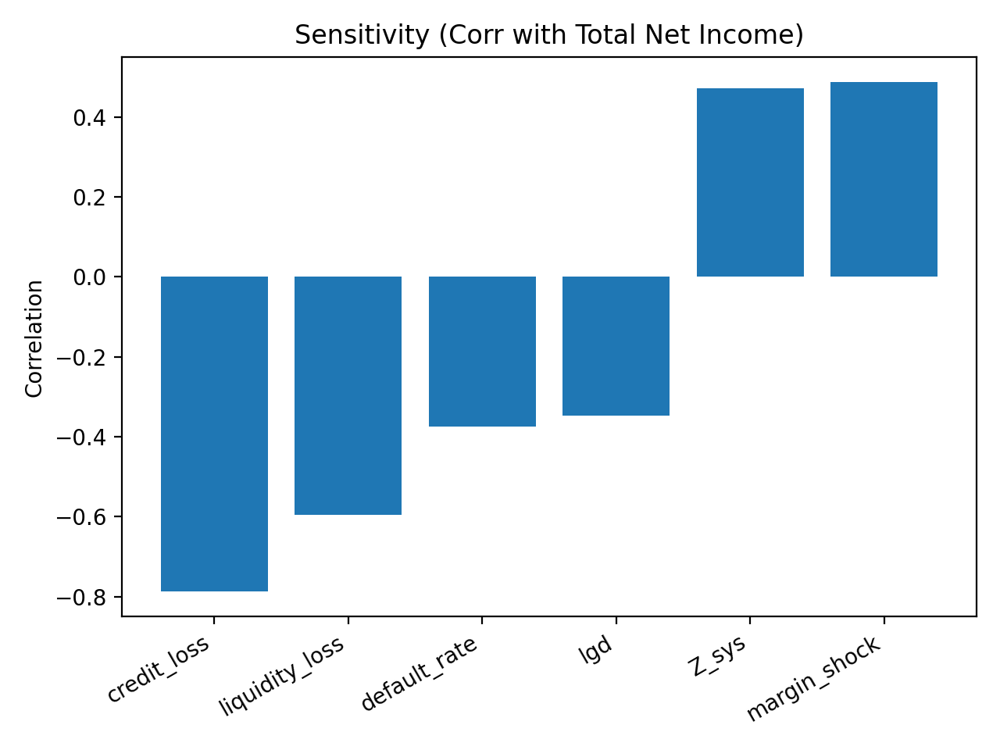 Sensitivity (Corr with Total Net Income)
Correlation
0.4
0.2
0.0
−0.2
−0.4
−0.6
−0.8
credit_loss
liquidity_loss
default_rate
lgd
Z_sys
margin_shock